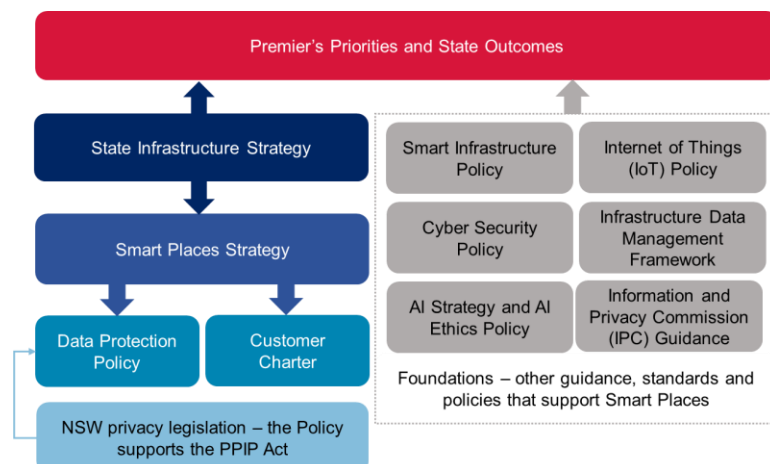 Premier's Priorities and State Outcomes
State Infrastructure Strategy
Smart Places Strategy
Data Protection
Policy
Customer
Charter
NSW privacy legislation – the Policy
supports the PPIP Act
Smart Infrastructure
Policy
Internet of Things
(IoT) Policy
Cyber Security
Policy
Infrastructure Data
Management
Framework
AI Strategy and AI
Ethics Policy
Information and
Privacy Commission
(IPC) Guidance
Foundations – other guidance, standards and
policies that support Smart Places